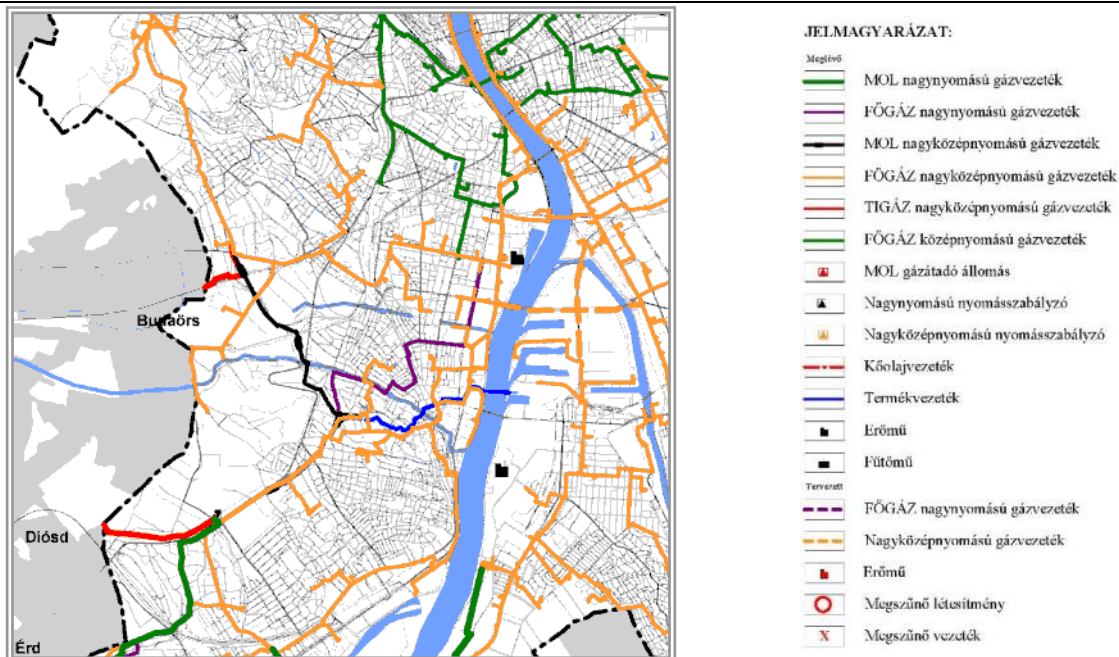 Budaörs
Diósd
Érd
JELMAGYARÁZAT:
Meglévő
MOL nagynyomású gázvezeték
FŐGÁZ nagynyomású gázvezeték
MOL nagyközépnyomású gázvezeték
FŐGÁZ nagyközépnyomású gázvezeték
TIGÁZ nagyközépnyomású gázvezeték
FŐGÁZ középnyomású gázvezeték
MOL gázátadó állomás
Nagynyomású nyomásszabályzó
Nagyközépnyomású nyomásszabályzó
Kőolajvezeték
Termékvezeték
Erőmű
Fűtőmű
Tervezett
FŐGÁZ nagynyomású gázvezeték
Nagyközépnyomású gázvezeték
Erőmű
Megszűnő létesítmény
X Megszűnő vezeték